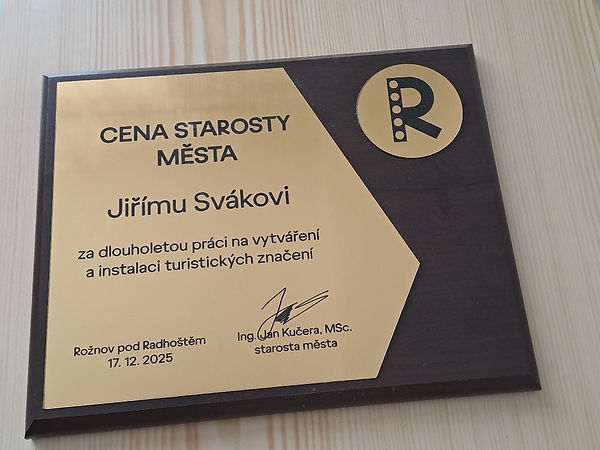 CENA STAROSTY
MĚSTA
Jiřímu Svákovi
za dlouholetou práci na vytváření
a instalaci turistických značení
Rožnov pod Radhoštěm
17. 12. 2025
Ing. Jan Kučera, MSc.
starosta města
R